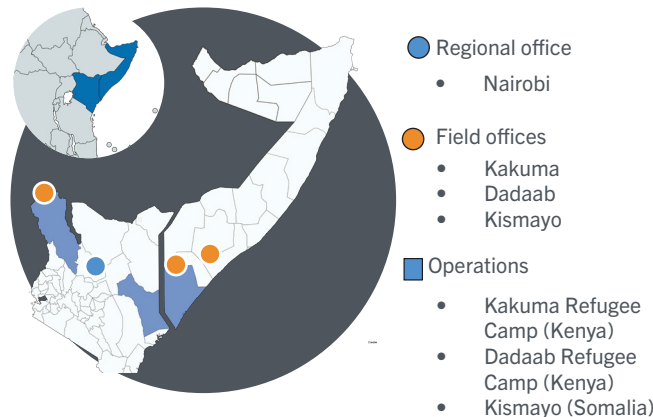 Regional office
• Nairobi
Field offices
• Kakuma
• Dadaab
• Kismayo
Operations
• Kakuma Refugee
Camp (Kenya)
• Dadaab Refugee
Camp (Kenya)
• Kismayo (Somalia)